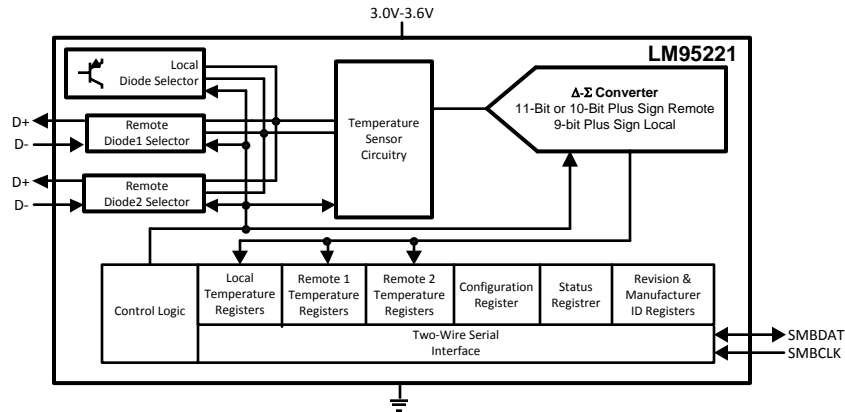 3.0V-3.6V
LM95221
Local
Diode Selector
D+
D-
Remote
Diode1 Selector
D+
D-
Remote
Diode2 Selector
Temperature
Sensor
Circuitry
Δ-Σ Converter
11-Bit or 10-Bit Plus Sign Remote
9-bit Plus Sign Local
Control Logic
Local
Temperature
Registers
Remote 1
Temperature
Registers
Remote 2
Temperature
Registers
Configuration
Register
Status
Registrer
Revision &
Manufacturer
ID Registers
Two-Wire Serial
Interface
SMBDAT
SMBCLK